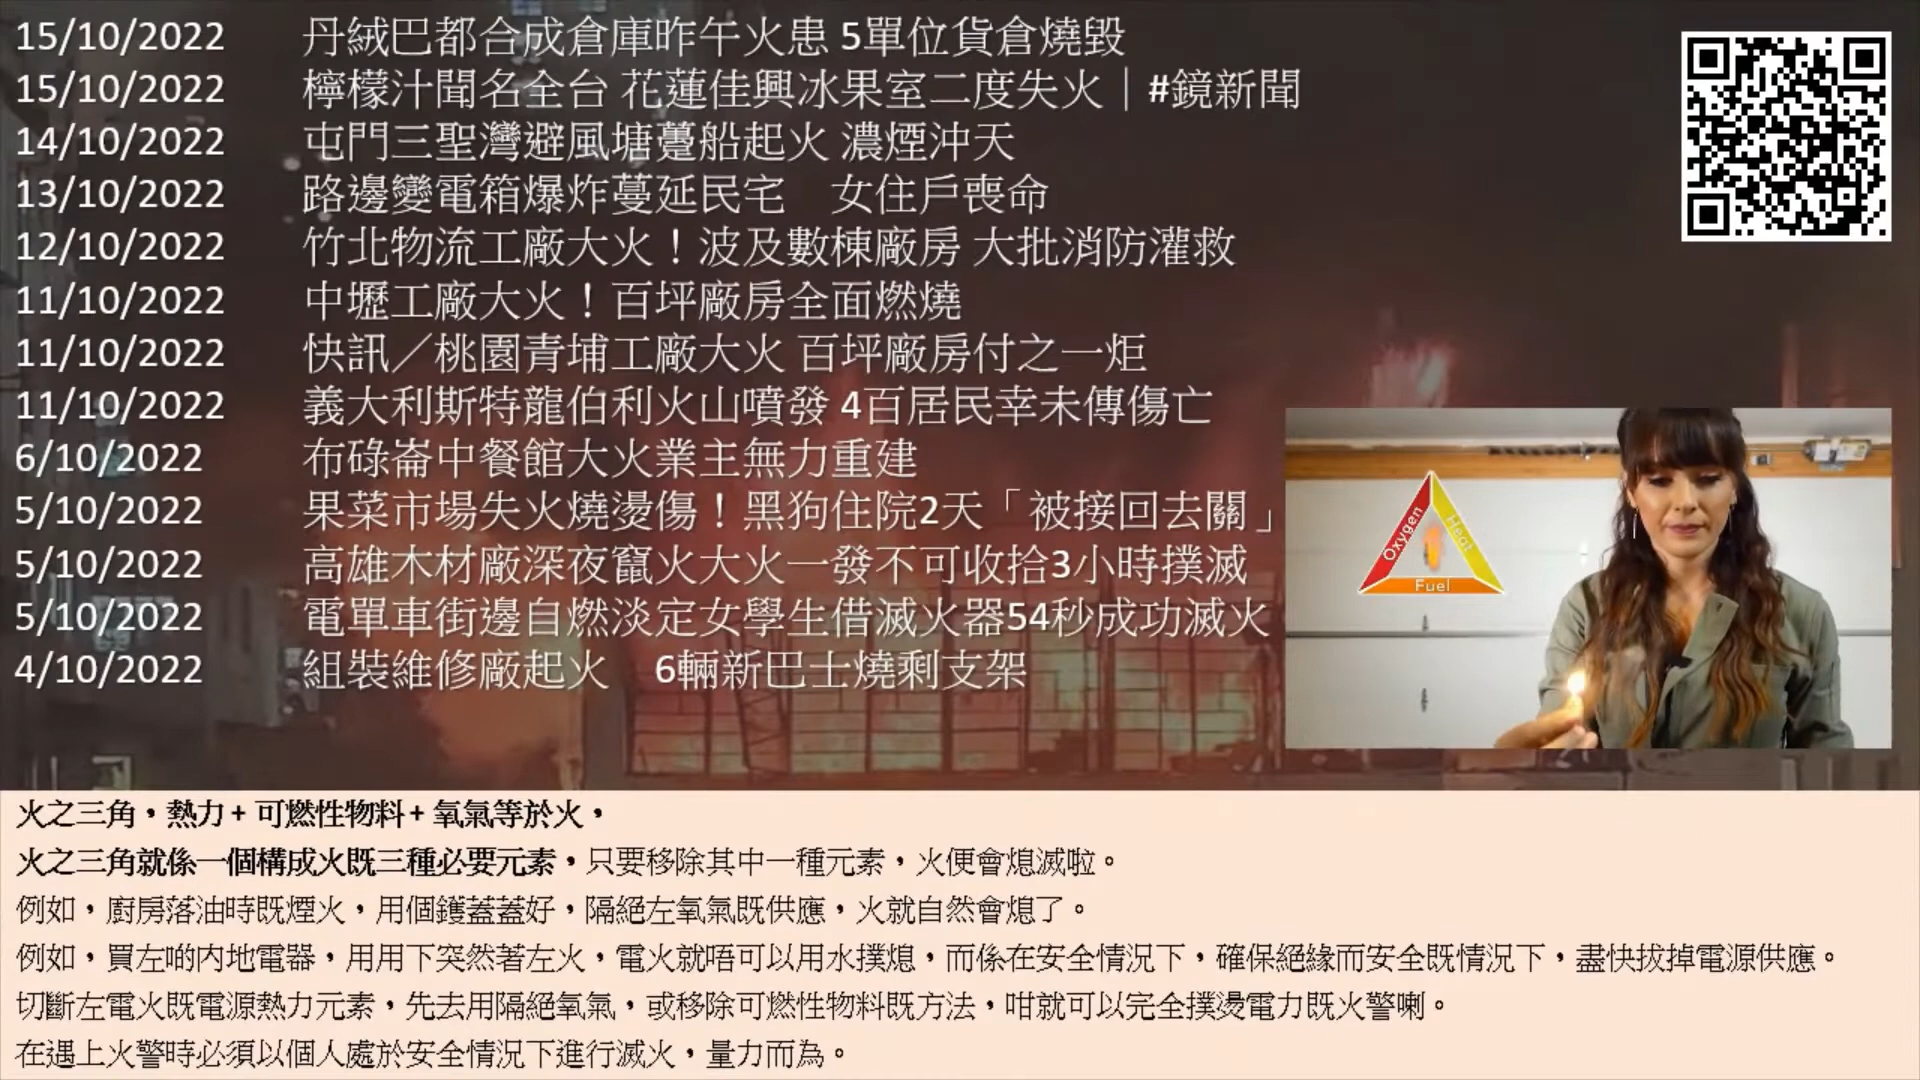 15/10/2022 丹絨巴都合成倉庫昨午火患 5單位貨倉燒毀
15/10/2022 檸檬汁聞名全台 花蓮佳興冰果室二度失火｜#鏡新聞
14/10/2022 屯門三聖灣避風塘躉船起火 濃煙沖天
13/10/2022 路邊變電箱爆炸蔓延民宅　女住戶喪命
12/10/2022 竹北物流工廠大火！波及數棟廠房 大批消防灌救
11/10/2022 中壢工廠大火！百坪廠房全面燃燒
11/10/2022 快訊／桃園青埔工廠大火 百坪廠房付之一炬
11/10/2022 義大利斯特龍伯利火山噴發 4百居民幸未傳傷亡
6/10/2022 布碌崙中餐館大火業主無力重建
5/10/2022 果菜市場失火燒燙傷！黑狗住院2天「被接回去關」
5/10/2022 高雄木材廠深夜竄火大火一發不可收拾3小時撲滅
5/10/2022 電單車街邊自燃淡定女學生借滅火器54秒成功滅火
4/10/2022 組裝維修廠起火　6輛新巴士燒剩支架
Oxygen
Heat
Fuel
火之三角，熱力+ 可燃性物料+ 氧氣等於火，
火之三角就係一個構成火既三種必要元素，只要移除其中一種元素，火便會熄滅啦。
例如，廚房落油時既煙火，用個鑊蓋蓋好，隔絕左氧氣既供應，火就自然會熄了。
例如，買左啲內地電器，用用下突然著左火，電火就唔可以用水撲熄，而係在安全情況下，確保絕緣而安全既情況下，盡快拔掉電源供應。
切斷左電火既電源熱力元素，先去用隔絕氧氣，或移除可燃性物料既方法，咁就可以完全撲燙電力既火警喇。
在遇上火警時必須以個人處於安全情況下進行滅火，量力而為。